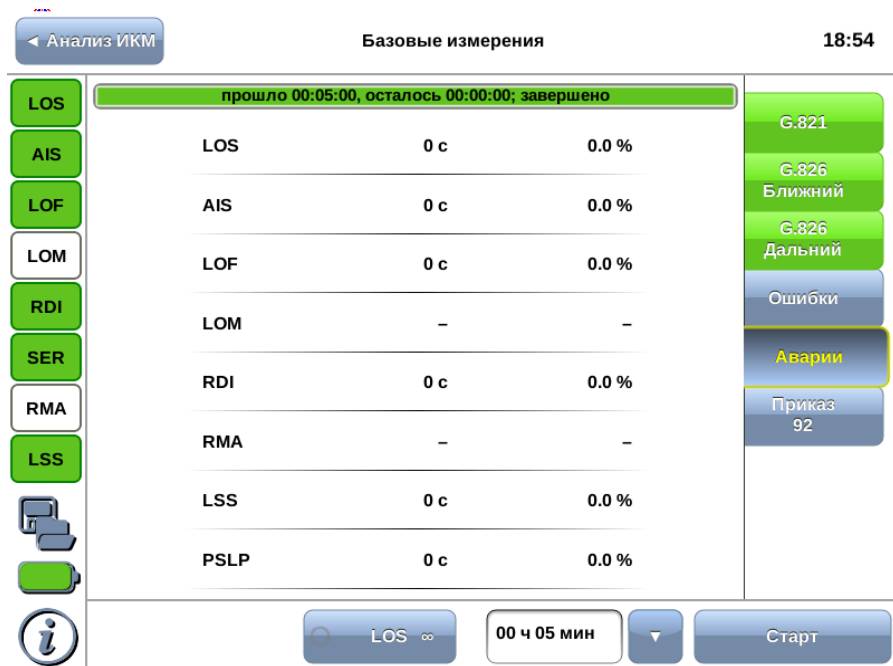 ◄ Анализ ИКМ
Базовые измерения
18:54
LOS
AIS
LOF
LOM
RDI
SER
RMA
LSS
прошло 00:05:00, осталось 00:00:00; завершено
LOS 0 с 0.0 %
AIS 0 с 0.0 %
LOF 0 с 0.0 %
LOM – –
RDI 0 с 0.0 %
RMA – –
LSS 0 с 0.0 %
PSLP 0 с 0.0 %
G.821
G.826
Ближний
G.826
Дальний
Ошибки
Аварии
Приказ
92
i
LOS ∞
00 ч 05 мин
▼
Старт